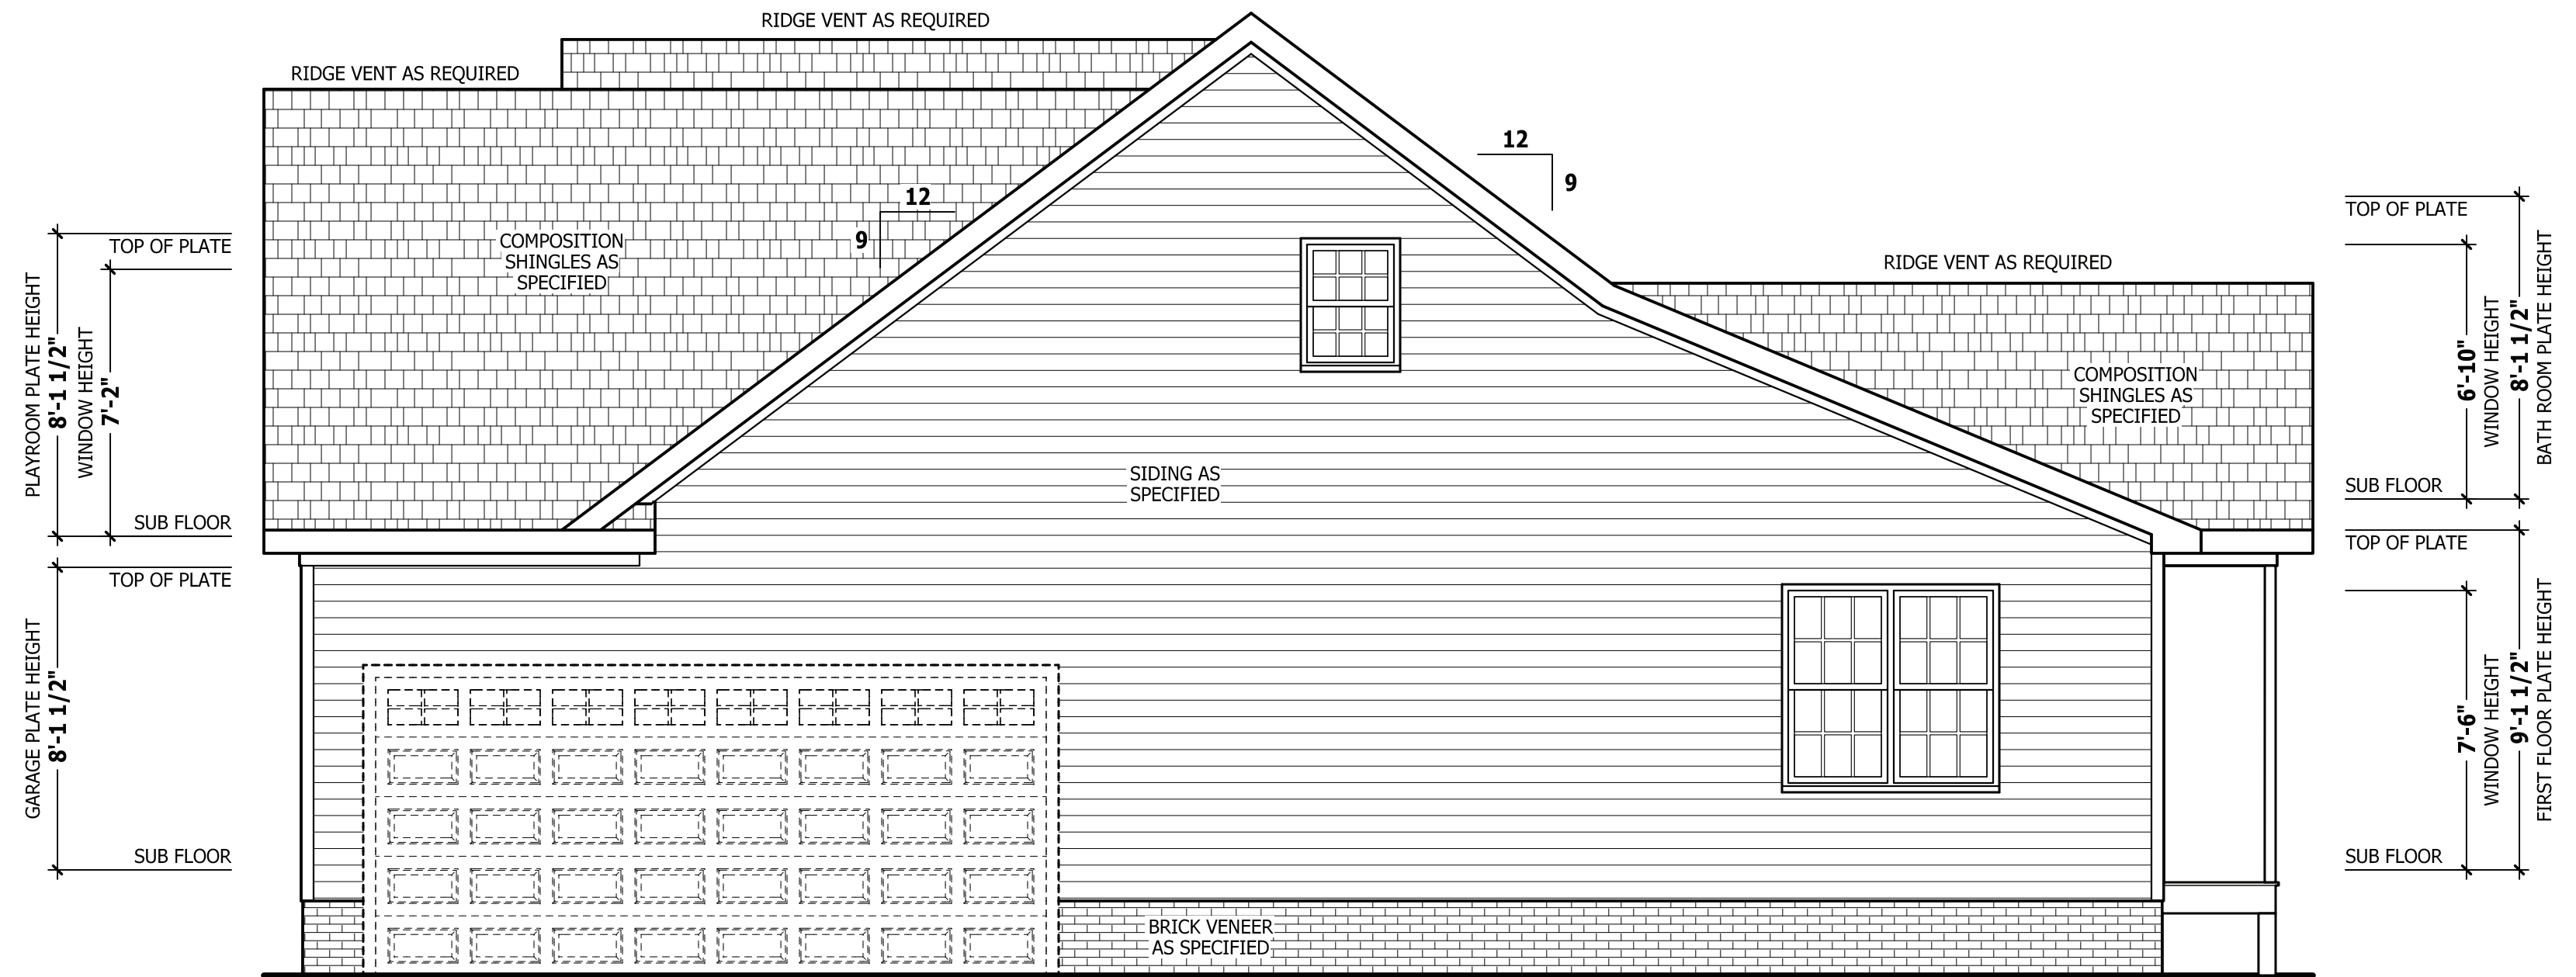 RIDGE VENT AS REQUIRED
RIDGE VENT AS REQUIRED
12
9
12
9
COMPOSITION
SHINGLES AS
SPECIFIED
RIDGE VENT AS REQUIRED
COMPOSITION
SHINGLES AS
SPECIFIED
SIDING AS
SPECIFIED
BRICK VENEER
AS SPECIFIED
PLAYROOM PLATE HEIGHT
8'-1 1/2"
WINDOW HEIGHT
7'-2"
TOP OF PLATE
SUB FLOOR
TOP OF PLATE
GARAGE PLATE HEIGHT
8'-1 1/2"
SUB FLOOR
TOP OF PLATE
6'-10"
WINDOW HEIGHT
8'-1 1/2"
BATH ROOM PLATE HEIGHT
SUB FLOOR
TOP OF PLATE
7'-6"
WINDOW HEIGHT
9'-1 1/2"
FIRST FLOOR PLATE HEIGHT
SUB FLOOR